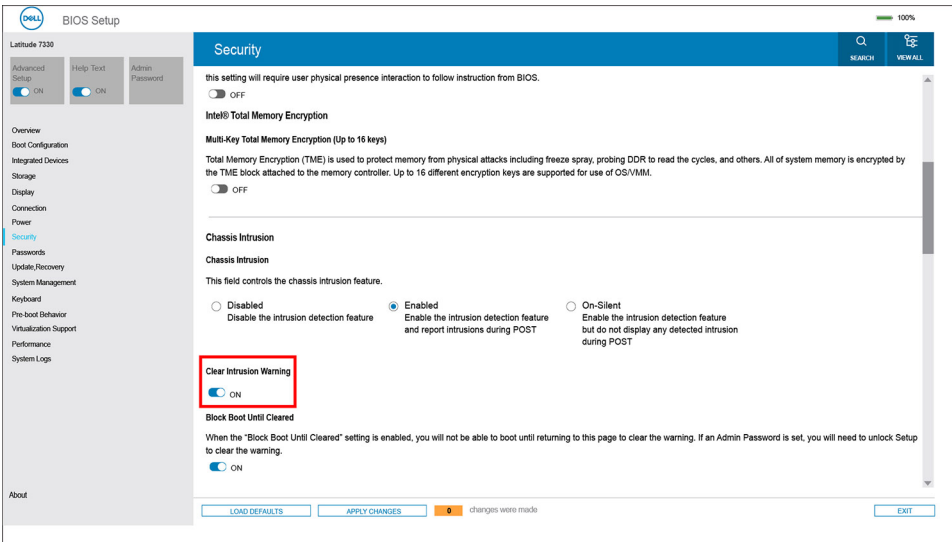 DELL
BIOS Setup
100%
Latitude 7330
Advanced Setup
ON
Help Text
ON
Admin Password
Overview
Boot Configuration
Integrated Devices
Storage
Display
Connection
Power
Security
Passwords
Update,Recovery
System Management
Keyboard
Pre-boot Behavior
Virtualization Support
Performance
System Logs
About
Security
SEARCH
VIEW ALL
this setting will require user physical presence interaction to follow instruction from BIOS.
OFF
Intel® Total Memory Encryption
Multi-Key Total Memory Encryption (Up to 16 keys)
Total Memory Encryption (TME) is used to protect memory from physical attacks including freeze spray, probing DDR to read the cycles, and others. All of system memory is encrypted by
the TME block attached to the memory controller. Up to 16 different encryption keys are supported for use of OS/VMM.
OFF
Chassis Intrusion
Chassis Intrusion
This field controls the chassis intrusion feature.
Disabled
Disable the intrusion detection feature
Enabled
Enable the intrusion detection feature
and report intrusions during POST
On-Silent
Enable the intrusion detection feature
but do not display any detected intrusion
during POST
Clear Intrusion Warning
ON
Block Boot Until Cleared
When the “Block Boot Until Cleared” setting is enabled, you will not be able to boot until returning to this page to clear the warning. If an Admin Password is set, you will need to unlock Setup
to clear the warning.
ON
LOAD DEFAULTS
APPLY CHANGES
0
changes were made
EXIT